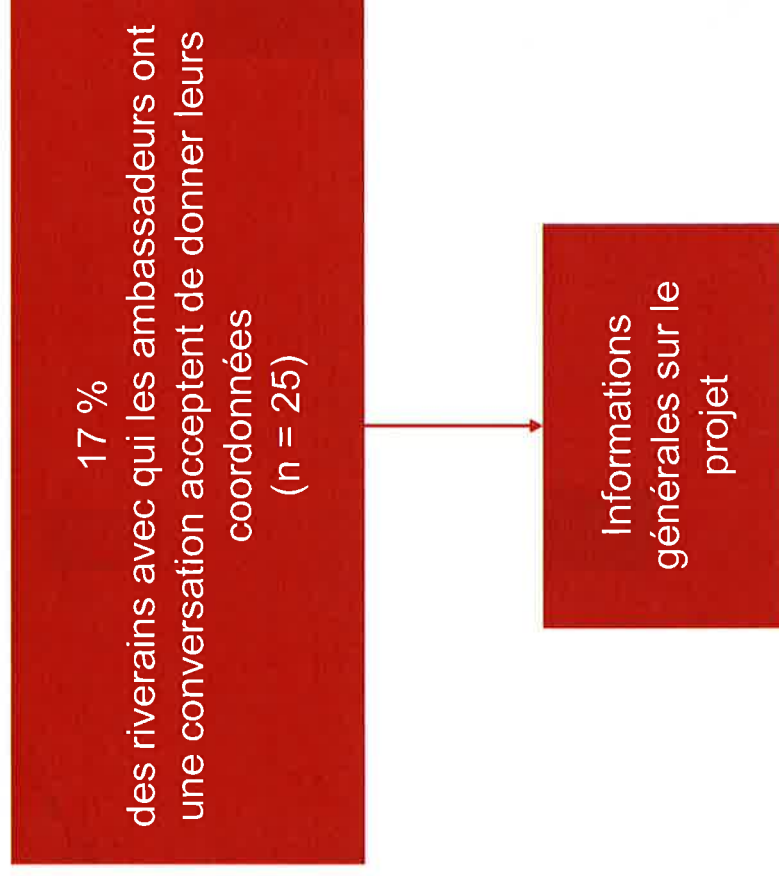 17 %
des riverains avec qui les ambassadeurs ont
une conversation acceptent de donner leurs
coordonnées
(n = 25)
Informations
générales sur le
projet